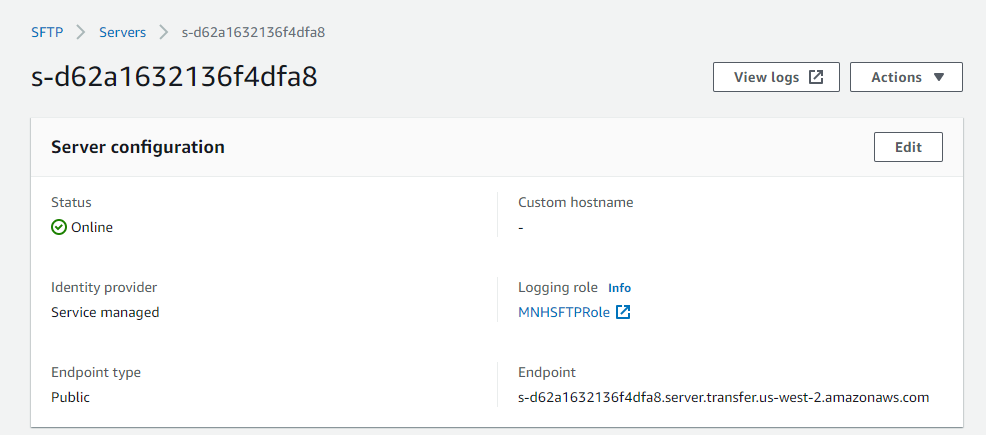 SFTP > Servers > s-d62a1632136f4dfa8
s-d62a1632136f4dfa8
View logs
Actions
Server configuration
Edit
Status
Online
Custom hostname
-
Identity provider
Service managed
Logging role Info
MNHSFTPRole
Endpoint type
Public
Endpoint
s-d62a1632136f4dfa8.server.transfer.us-west-2.amazonaws.com